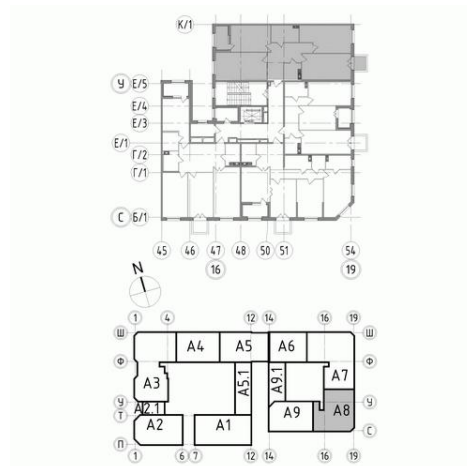 К/1
У Е/5
Е/4
Е/3
Е/1
Г/2
Г/1
С Б/1
45 46 47 48 50 51 54
16 19
N
1 4 12 14 16 19
Ш А4 А5 А6 Ш
Ф Ф
А3 А5.1 А9.1 А7
У А2.1 У
Т А2 А1 А9 А8
П С
1 6 7 12 14 16 19